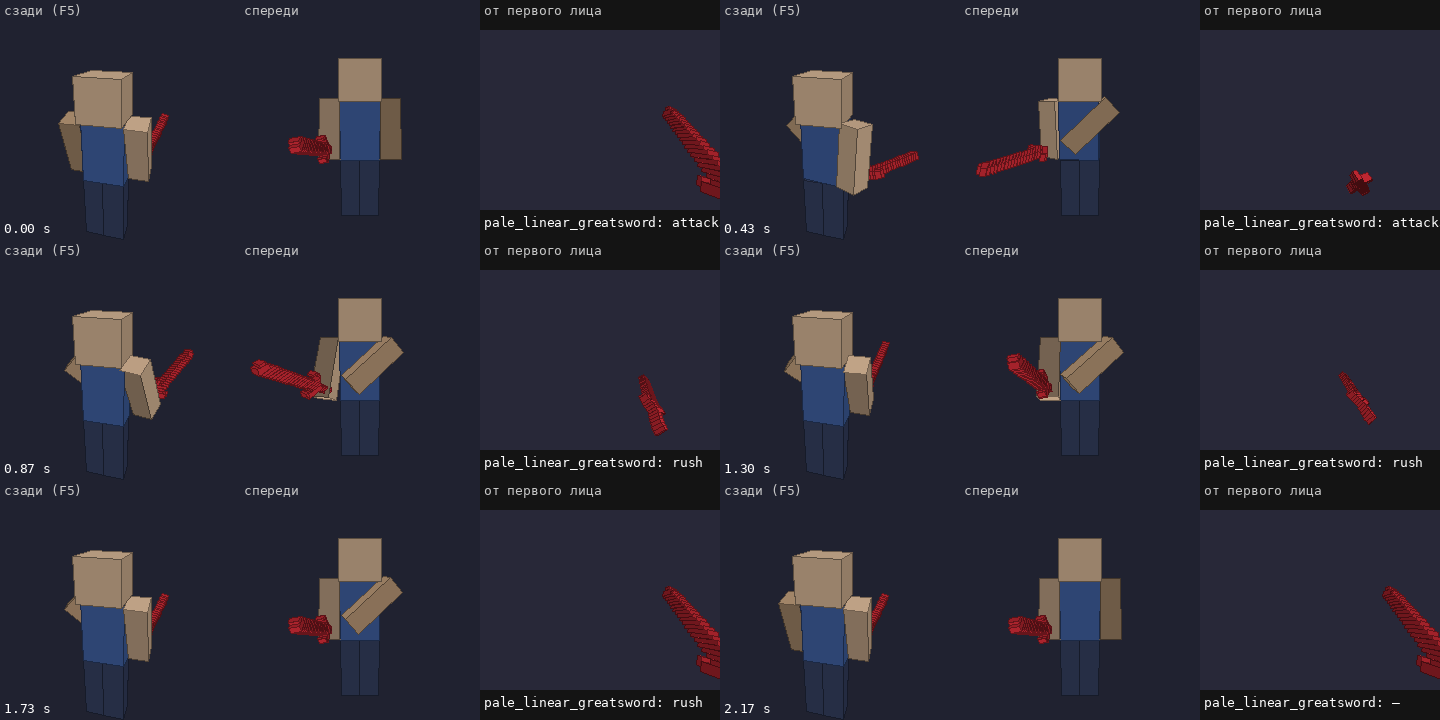 сзади (F5) спереди от первого лица спереди от первого лица
0.00 s pale_linear_greatsword: attack 0.43 s pale_linear_greatsword: attack
сзади (F5) спереди от первого лица сзади (F5) спереди от первого лица
0.87 s pale_linear_greatsword: rush 1.30 s pale_linear_greatsword: rush
сзади (F5) спереди от первого лица сзади (F5) спереди от первого лица
1.73 s pale_linear_greatsword: rush 2.17 s pale_linear_greatsword: —